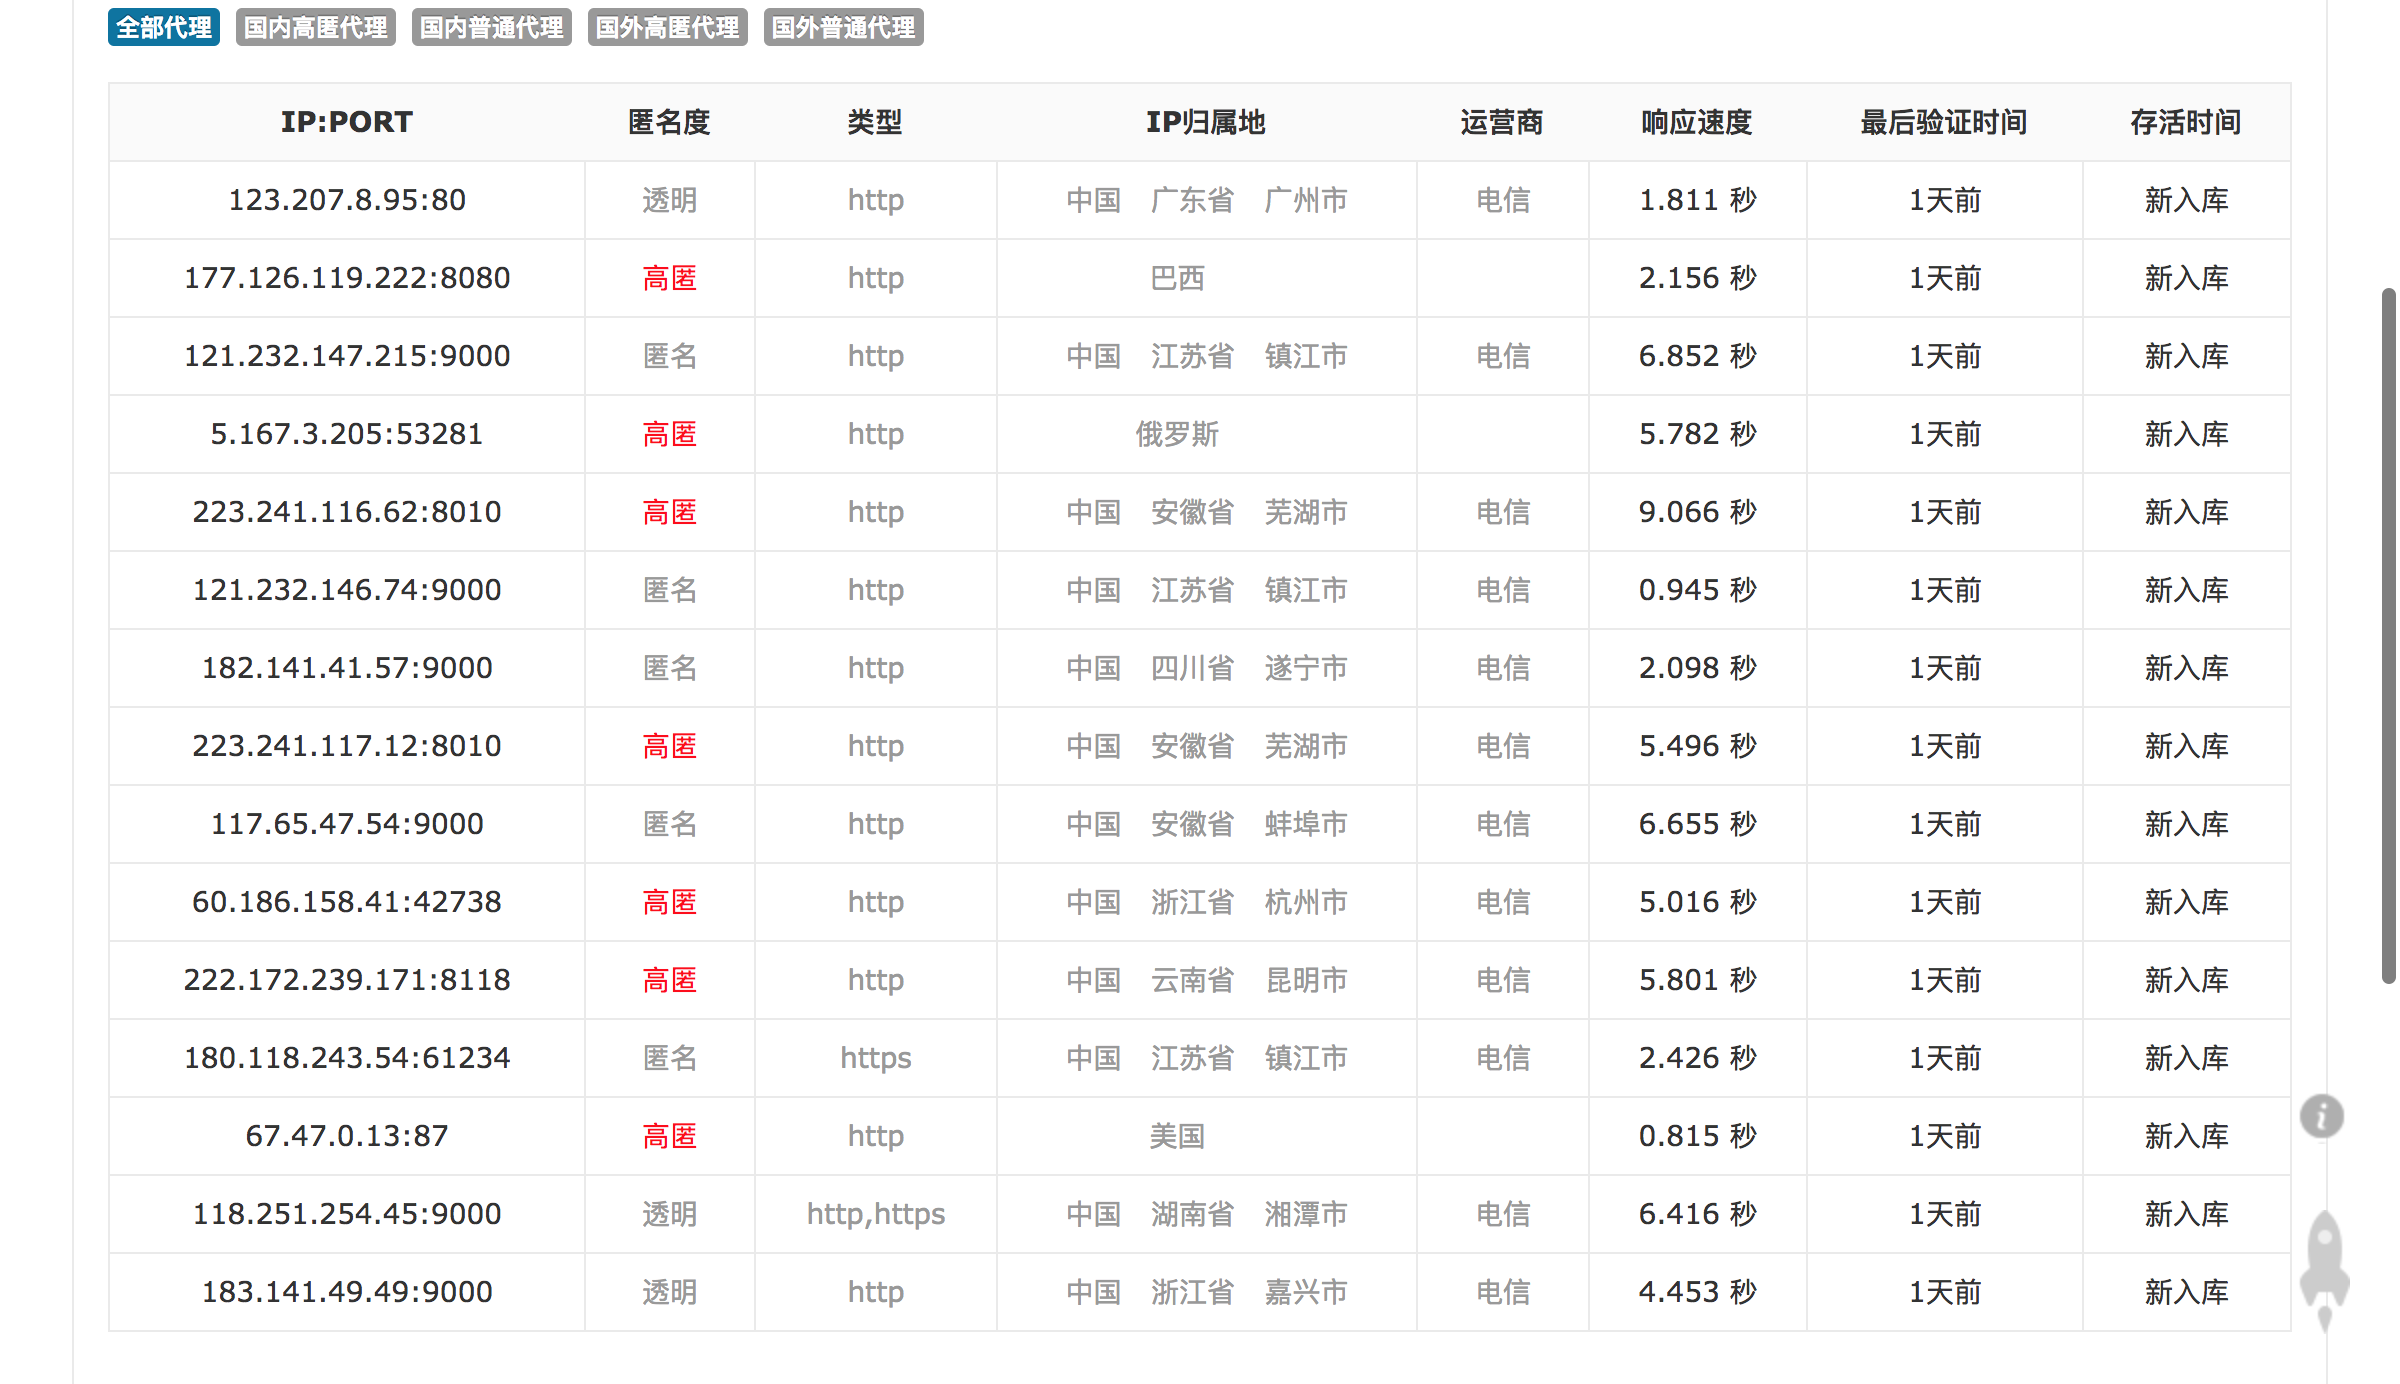 全部代理 国内高匿代理 国内普通代理 国外高匿代理 国外普通代理
IP:PORT 匿名度 类型 IP归属地 运营商 响应速度 最后验证时间 存活时间
123.207.8.95:80 透明 http 中国 广东省 广州市 电信 1.811 秒 1天前 新入库
177.126.119.222:8080 高匿 http 巴西 2.156 秒 1天前 新入库
121.232.147.215:9000 匿名 http 中国 江苏省 镇江市 电信 6.852 秒 1天前 新入库
5.167.3.205:53281 高匿 http 俄罗斯 5.782 秒 1天前 新入库
223.241.116.62:8010 高匿 http 中国 安徽省 芜湖市 电信 9.066 秒 1天前 新入库
121.232.146.74:9000 匿名 http 中国 江苏省 镇江市 电信 0.945 秒 1天前 新入库
182.141.41.57:9000 匿名 http 中国 四川省 遂宁市 电信 2.098 秒 1天前 新入库
223.241.117.12:8010 高匿 http 中国 安徽省 芜湖市 电信 5.496 秒 1天前 新入库
117.65.47.54:9000 匿名 http 中国 安徽省 蚌埠市 电信 6.655 秒 1天前 新入库
60.186.158.41:42738 高匿 http 中国 浙江省 杭州市 电信 5.016 秒 1天前 新入库
222.172.239.171:8118 高匿 http 中国 云南省 昆明市 电信 5.801 秒 1天前 新入库
180.118.243.54:61234 匿名 https 中国 江苏省 镇江市 电信 2.426 秒 1天前 新入库
67.47.0.13:87 高匿 http 美国 0.815 秒 1天前 新入库
118.251.254.45:9000 透明 http,https 中国 湖南省 湘潭市 电信 6.416 秒 1天前 新入库
183.141.49.49:9000 透明 http 中国 浙江省 嘉兴市 电信 4.453 秒 1天前 新入库